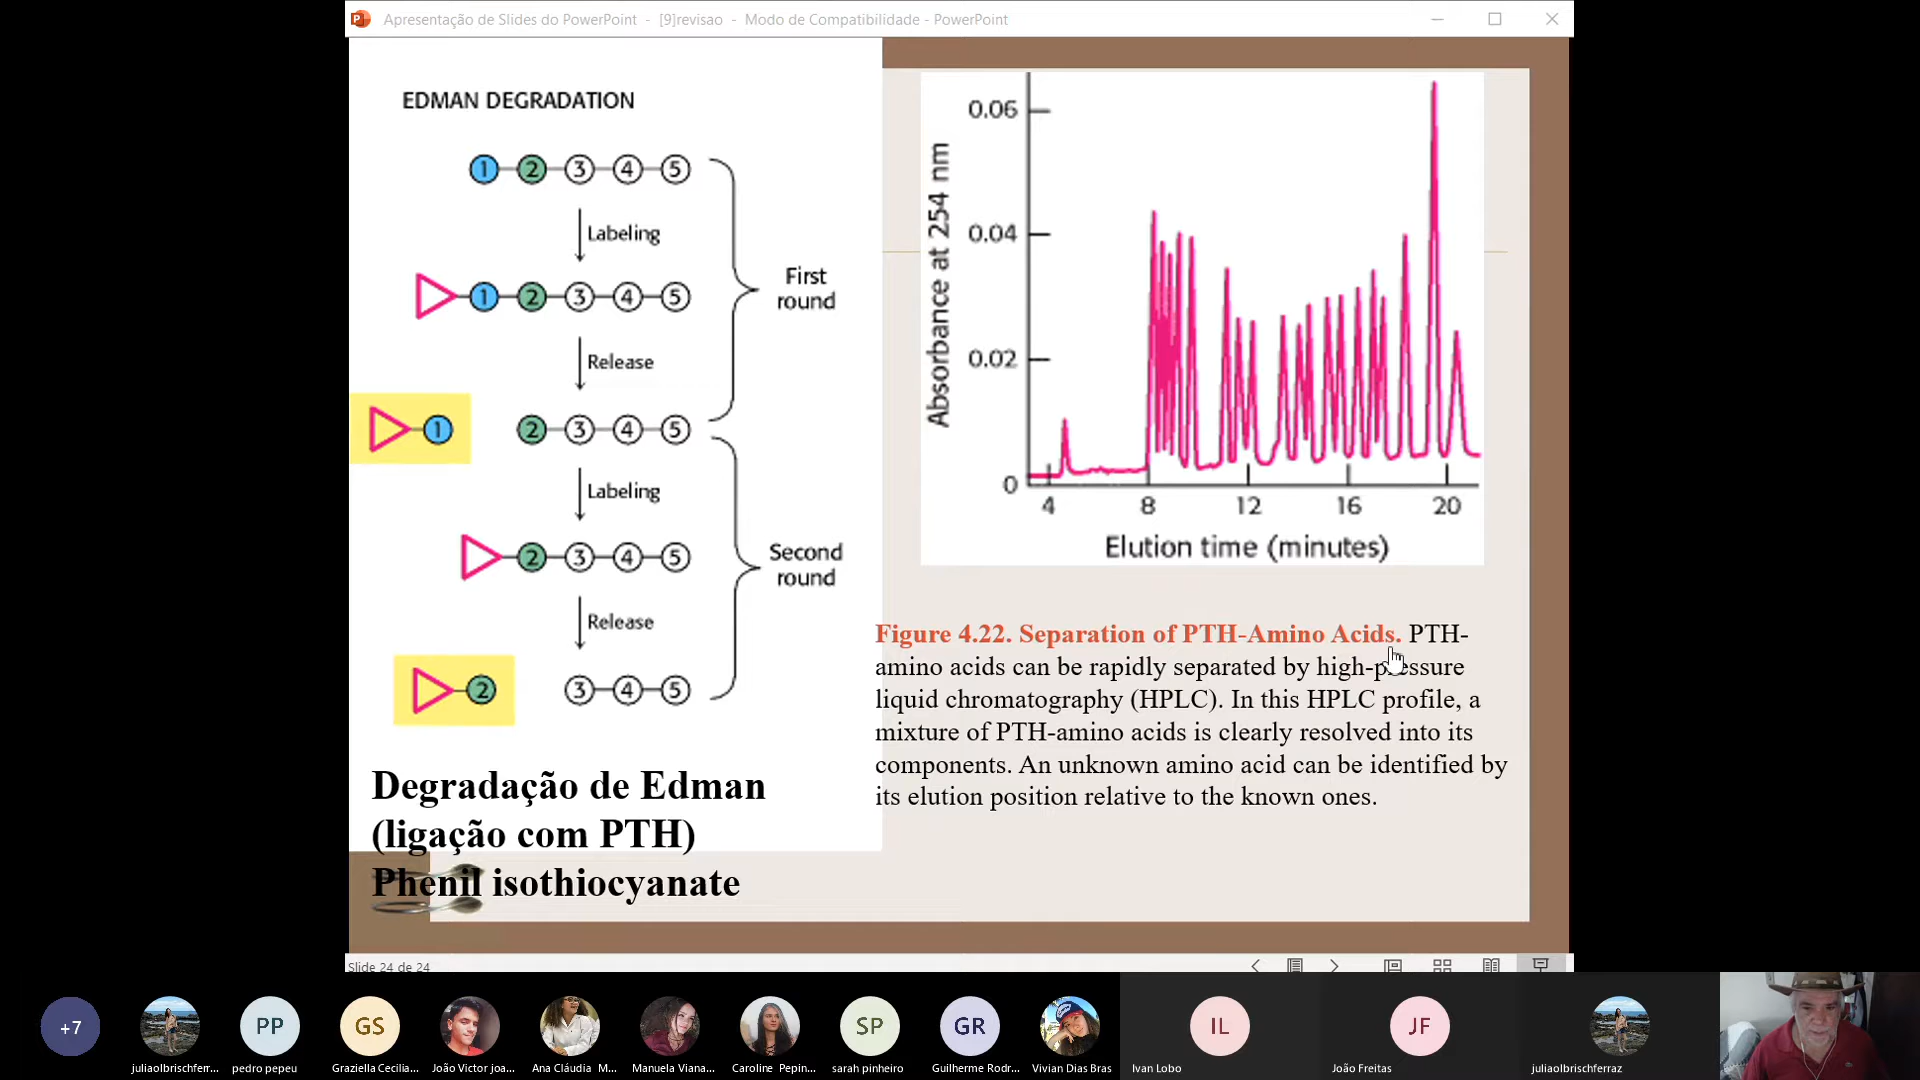 Apresentação de Slides do PowerPoint - [9]revisao - Modo de Compatibilidade - PowerPoint
EDMAN DEGRADATION
1 2 3 4 5
Labeling
1 2 3 4 5
First
round
Release
1 2 3 4 5
Labeling
2 3 4 5
Second
round
Release
2 3 4 5
Degradação de Edman
(ligação com PTH)
Phenil isothiocyanate
Absorbance at 254 nm
0.06
0.04
0.02
0
4 8 12 16 20
Elution time (minutes)
Figure 4.22. Separation of PTH-Amino Acids. PTH-
amino acids can be rapidly separated by high-pressure
liquid chromatography (HPLC). In this HPLC profile, a
mixture of PTH-amino acids is clearly resolved into its
components. An unknown amino acid can be identified by
its elution position relative to the known ones.
Slide 24 de 24
+7
PP GS SP GR IL JF
juliaolbrischferr... pedro pepeu Graziella Cecilia... João Victor joa... Ana Cláudia M... Manuela Viana... Caroline Pepin... sarah pinheiro Guilherme Rodr... Vivian Dias Bras Ivan Lobo João Freitas juliaolbrischferraz